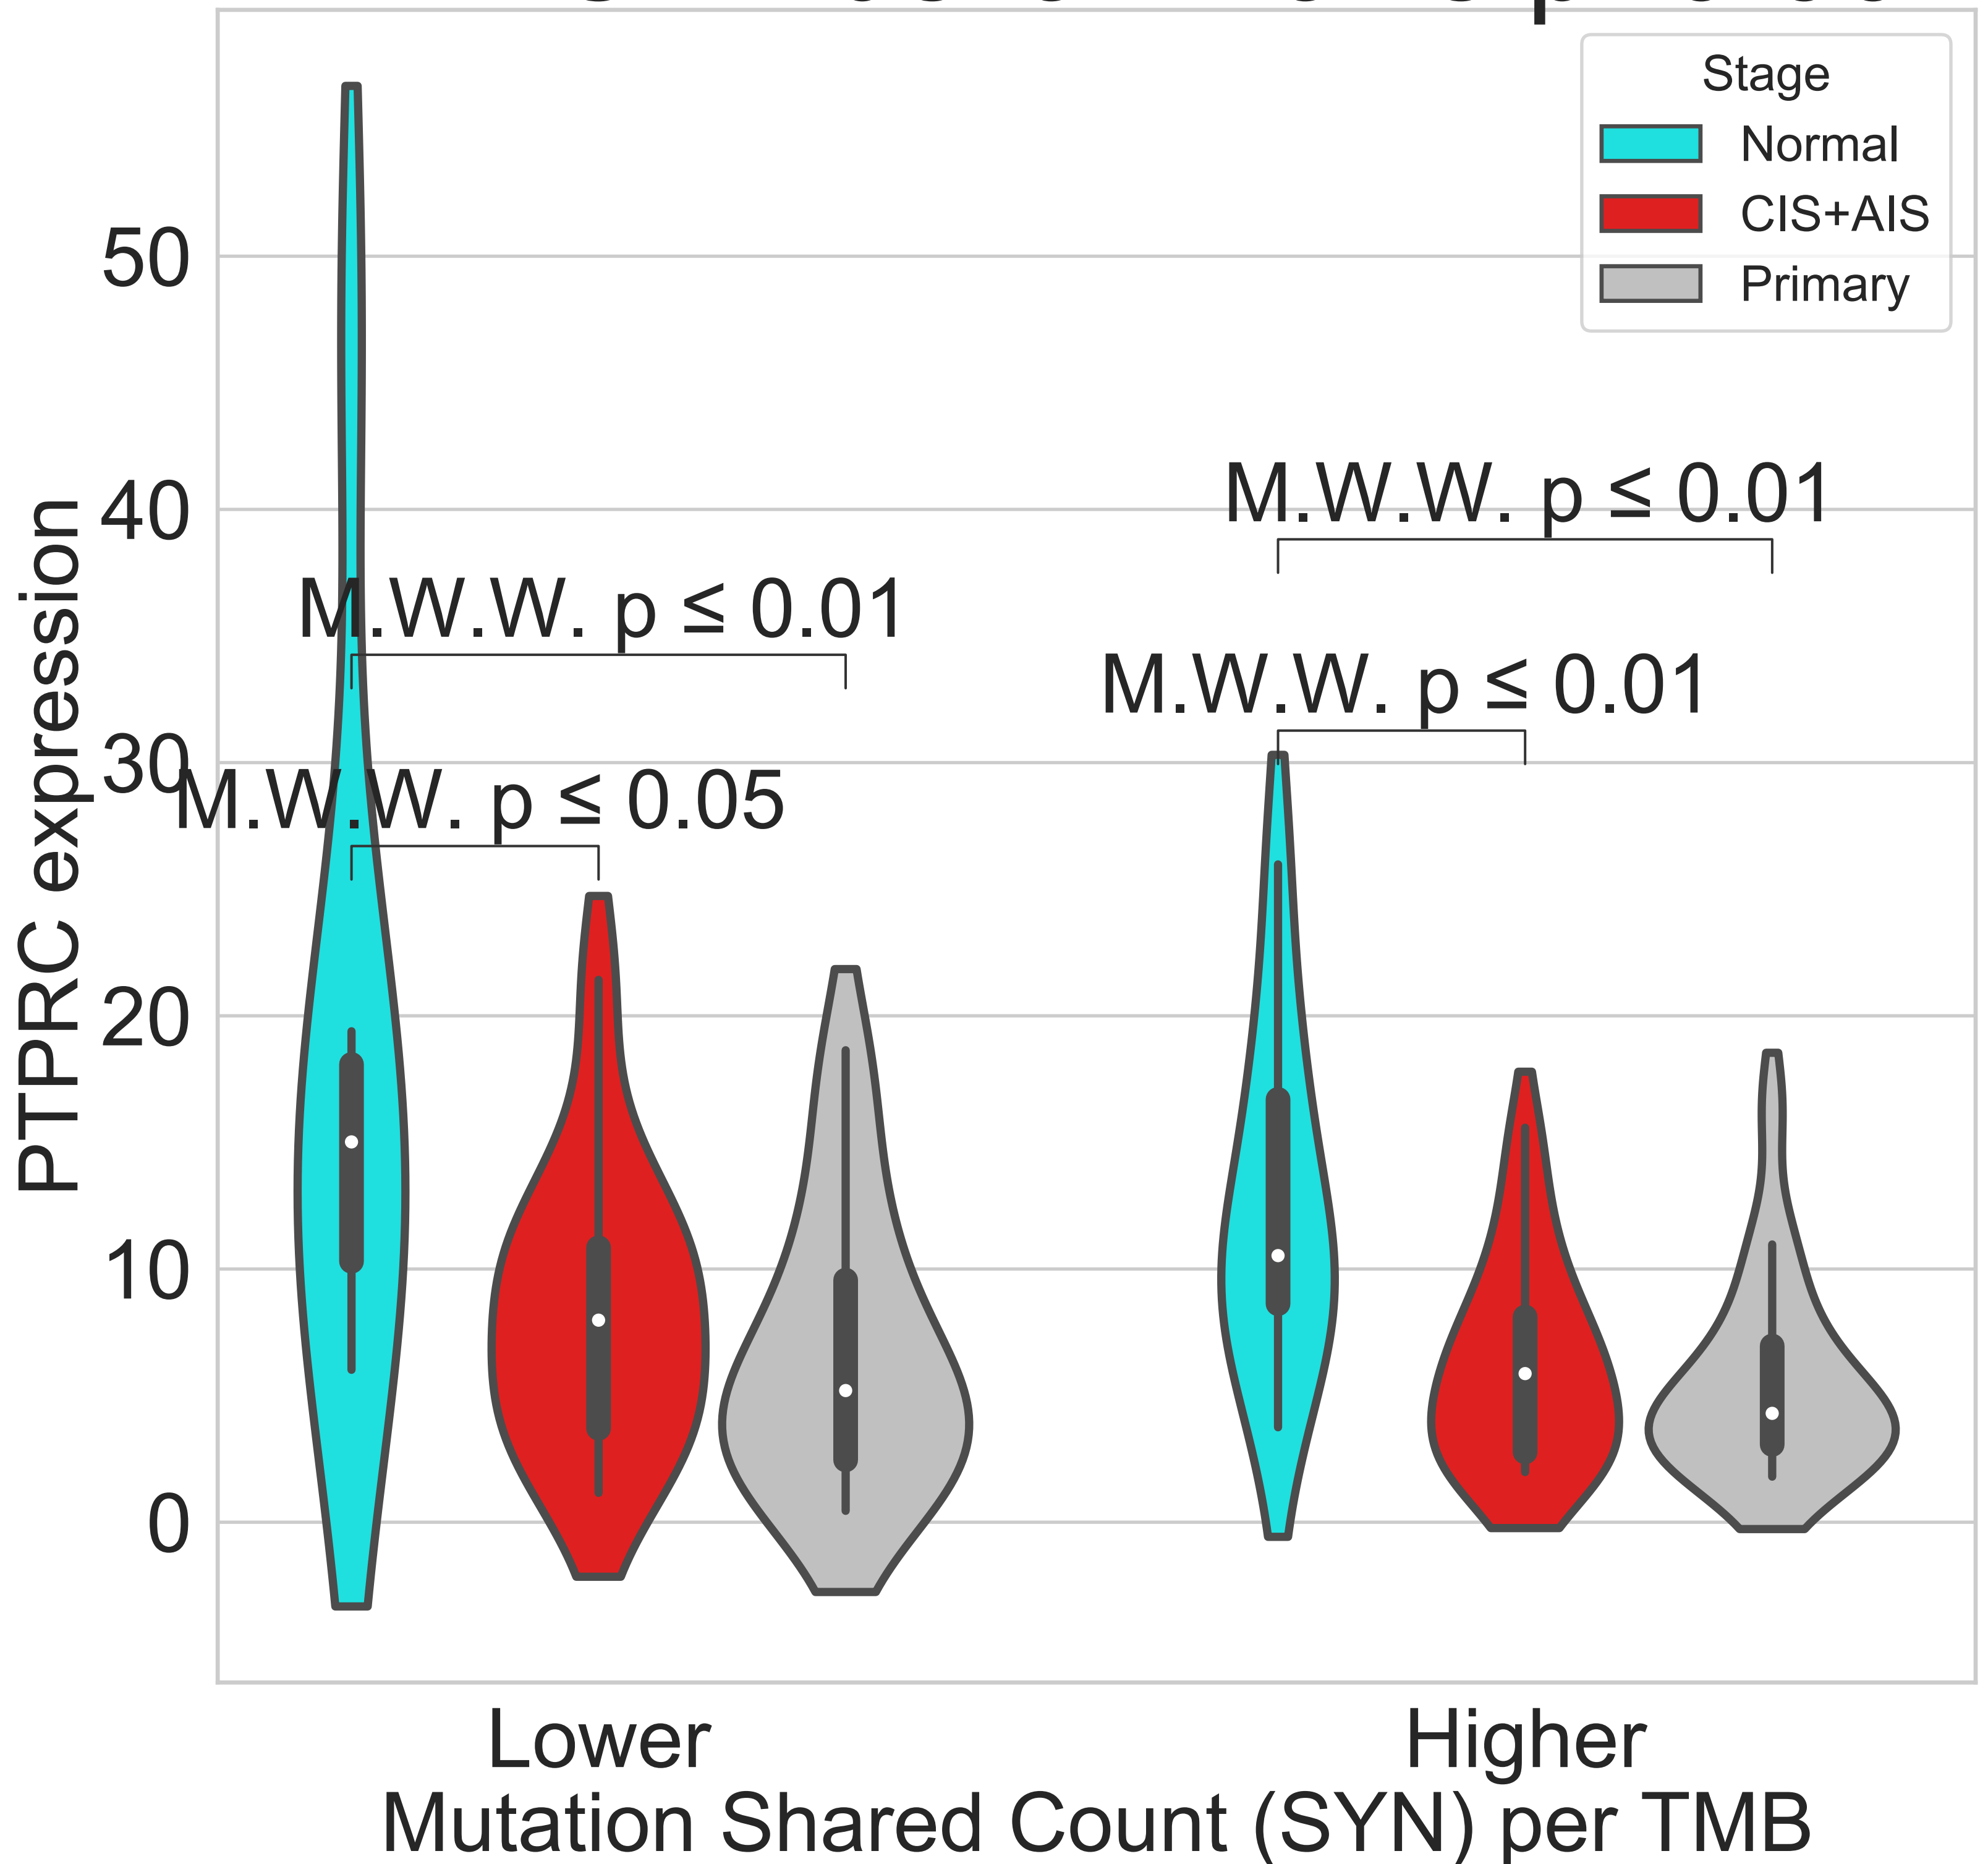 Stage
Normal
CIS+AIS
Primary
50
40
30
20
10
0
PTPRC expression
M.W.W. p ≤ 0.01
M.W.W. p ≤ 0.01
M.W.W. p ≤ 0.01
M.W.W. p ≤ 0.05
Lower
Higher
Mutation Shared Count (SYN) per TMB